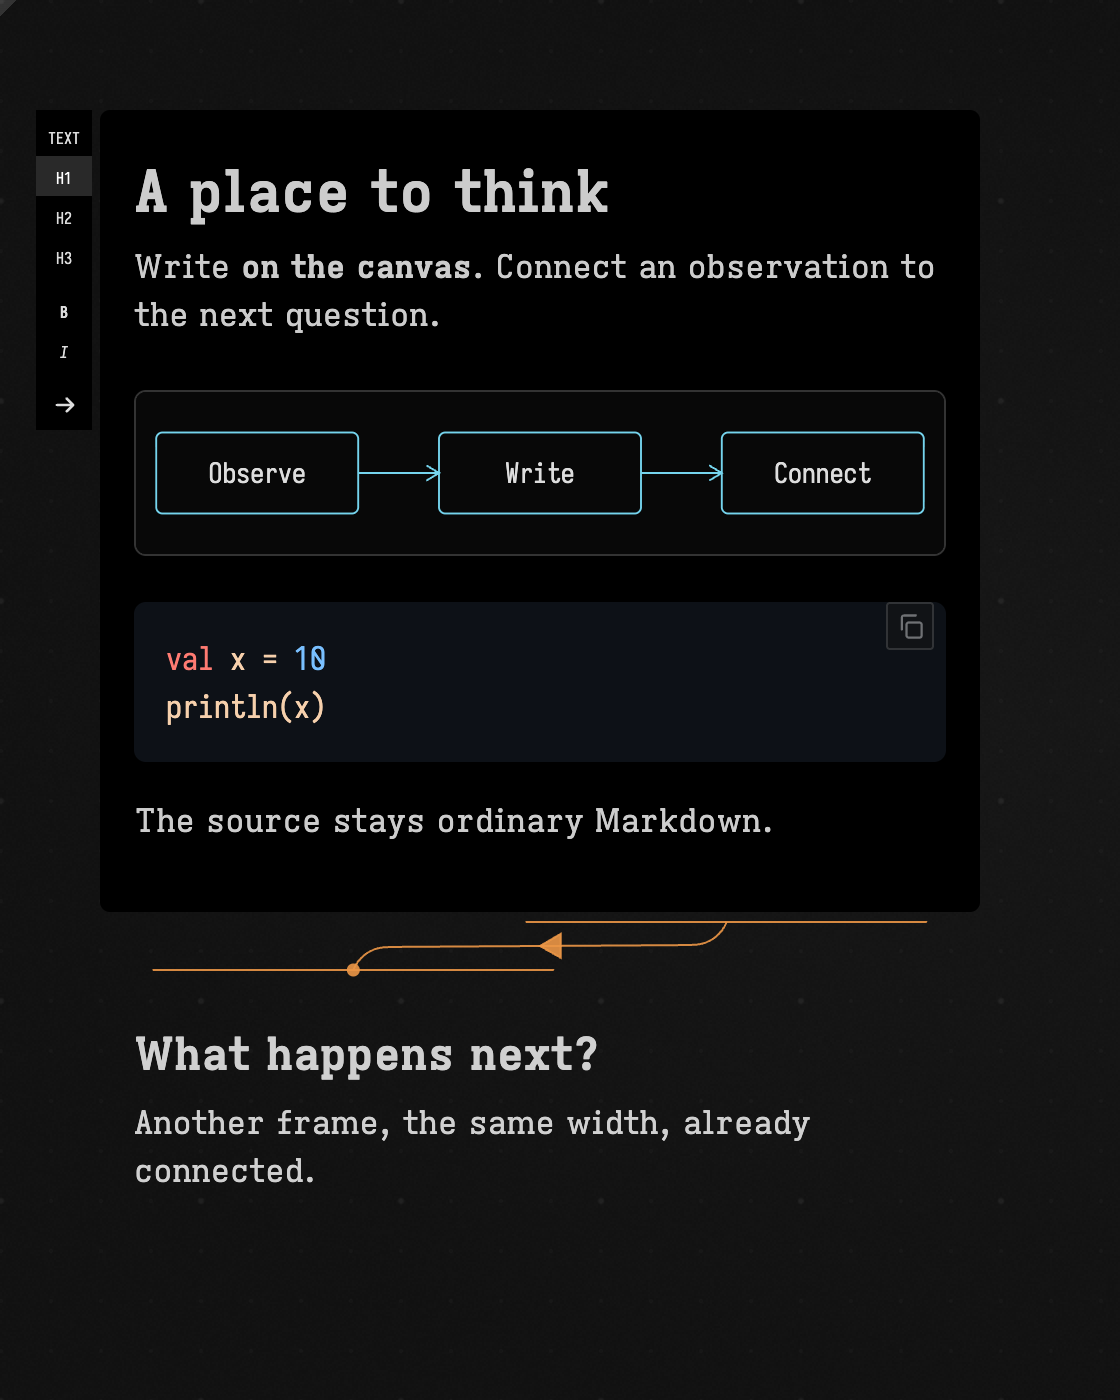 TEXT
H1
H2
H3
B
I
A place to think
Write on the canvas. Connect an observation to
the next question.
Observe
Write
Connect
val x = 10
println(x)
The source stays ordinary Markdown.
What happens next?
Another frame, the same width, already
connected.